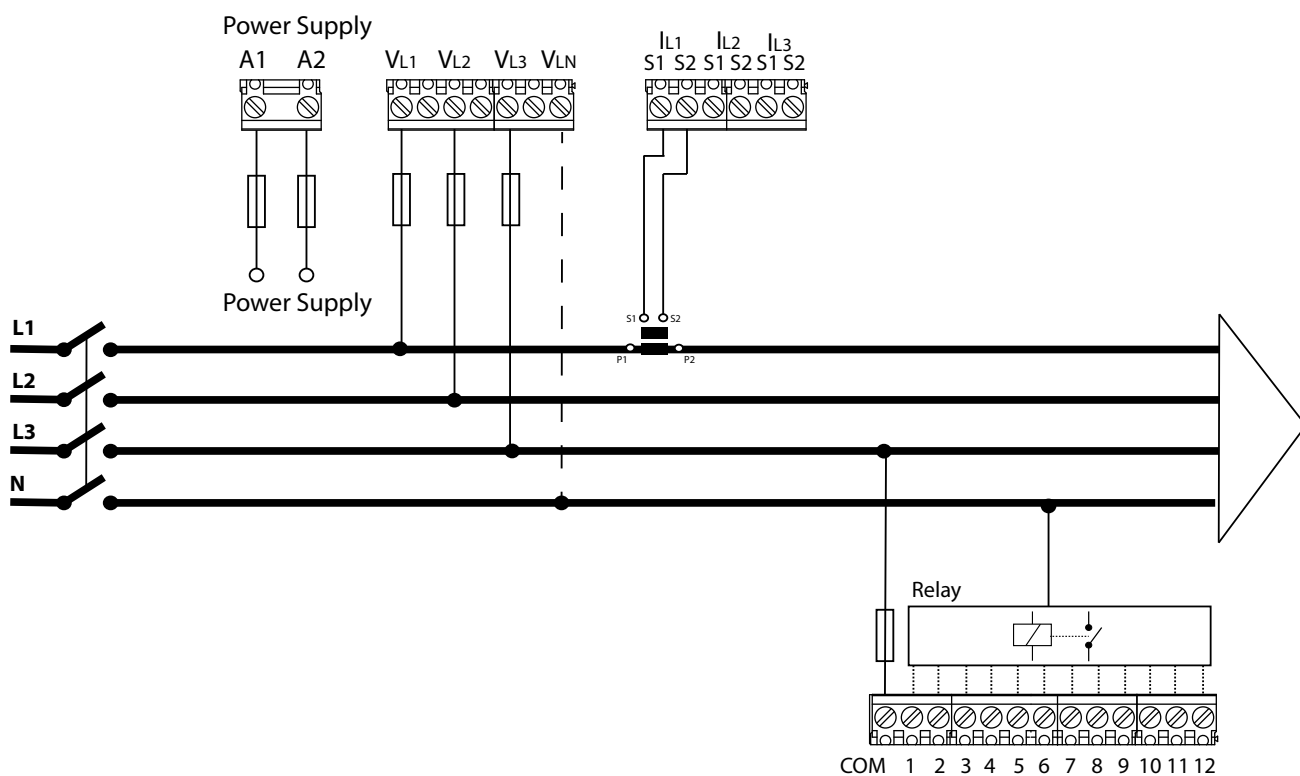 Power Supply
A1 A2
VL1 VL2 VL3 VLN
IL1 IL2 IL3
S1 S2 S1 S2 S1 S2
Power Supply
S1 S2
P1 P2
L1
L2
L3
N
Relay
COM 1 2 3 4 5 6 7 8 9 10 11 12